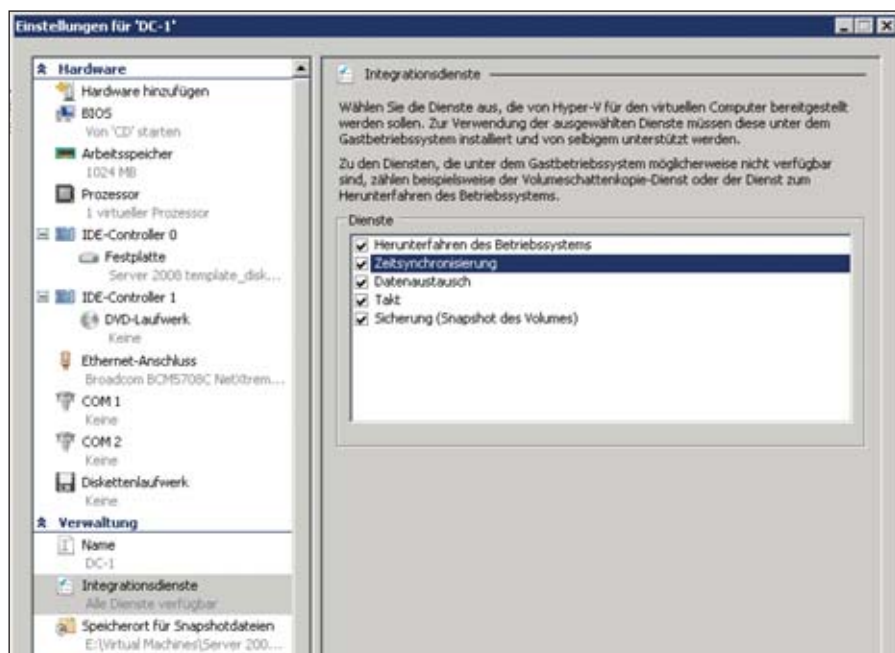 Einstellungen für 'DC-1'
Hardware
Hardware hinzufügen
BIOS
Von 'CD' starten
Arbeitsspeicher
1024 MB
Prozessor
1 virtueller Prozessor
IDE-Controller 0
Festplatte
Server 2008 template_disk...
IDE-Controller 1
DVD-Laufwerk
Keine
Ethernet-Anschluss
Broadcom BCM5708C NetXtrem...
COM 1
Keine
COM 2
Keine
Diskettenlaufwerk
Keine
Verwaltung
Name
DC-1
Integrationsdienste
Alle Dienste verfügbar
Speicherort für Snapshotdateien
E:\Virtual Machines\Server 200...
Integrationsdienste
Wählen Sie die Dienste aus, die von Hyper-V für den virtuellen Computer bereitgestellt
werden sollen. Zur Verwendung der ausgewählten Dienste müssen diese unter dem
Gastbetriebssystem installiert und von selbigem unterstützt werden.
Zu den Diensten, die unter dem Gastbetriebssystem möglicherweise nicht verfügbar
sind, zählen beispielsweise der Volumeschattenkopie-Dienst oder der Dienst zum
Herunterfahren des Betriebssystems.
Dienste
Herunterfahren des Betriebssystems
Zeitsynchronisierung
Datenaustausch
Takt
Sicherung (Snapshot des Volumes)